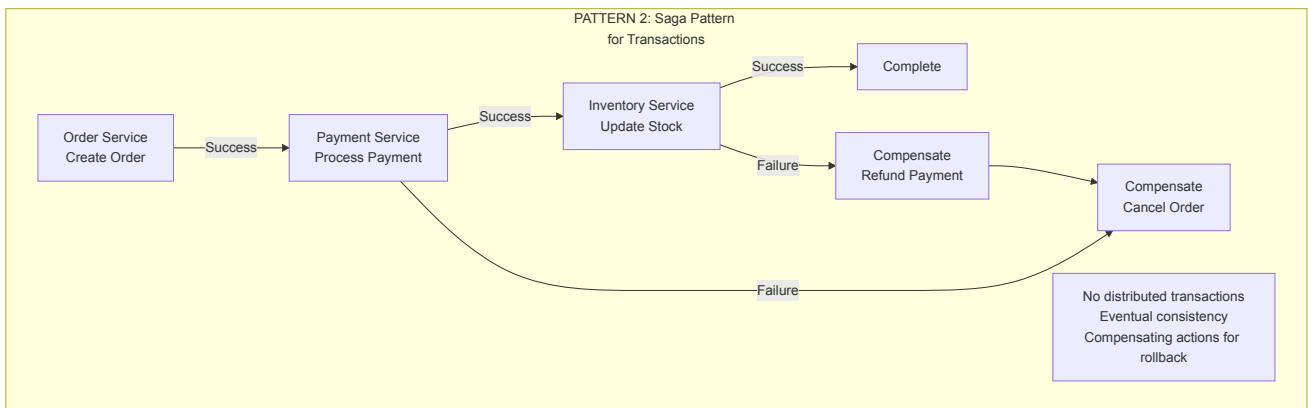 PATTERN 2: Saga Pattern
for Transactions
Order Service
Create Order
Success
Payment Service
Process Payment
Success
Inventory Service
Update Stock
Success
Complete
Failure
Compensate
Refund Payment
Compensate
Cancel Order
Failure
No distributed transactions
Eventual consistency
Compensating actions for
rollback